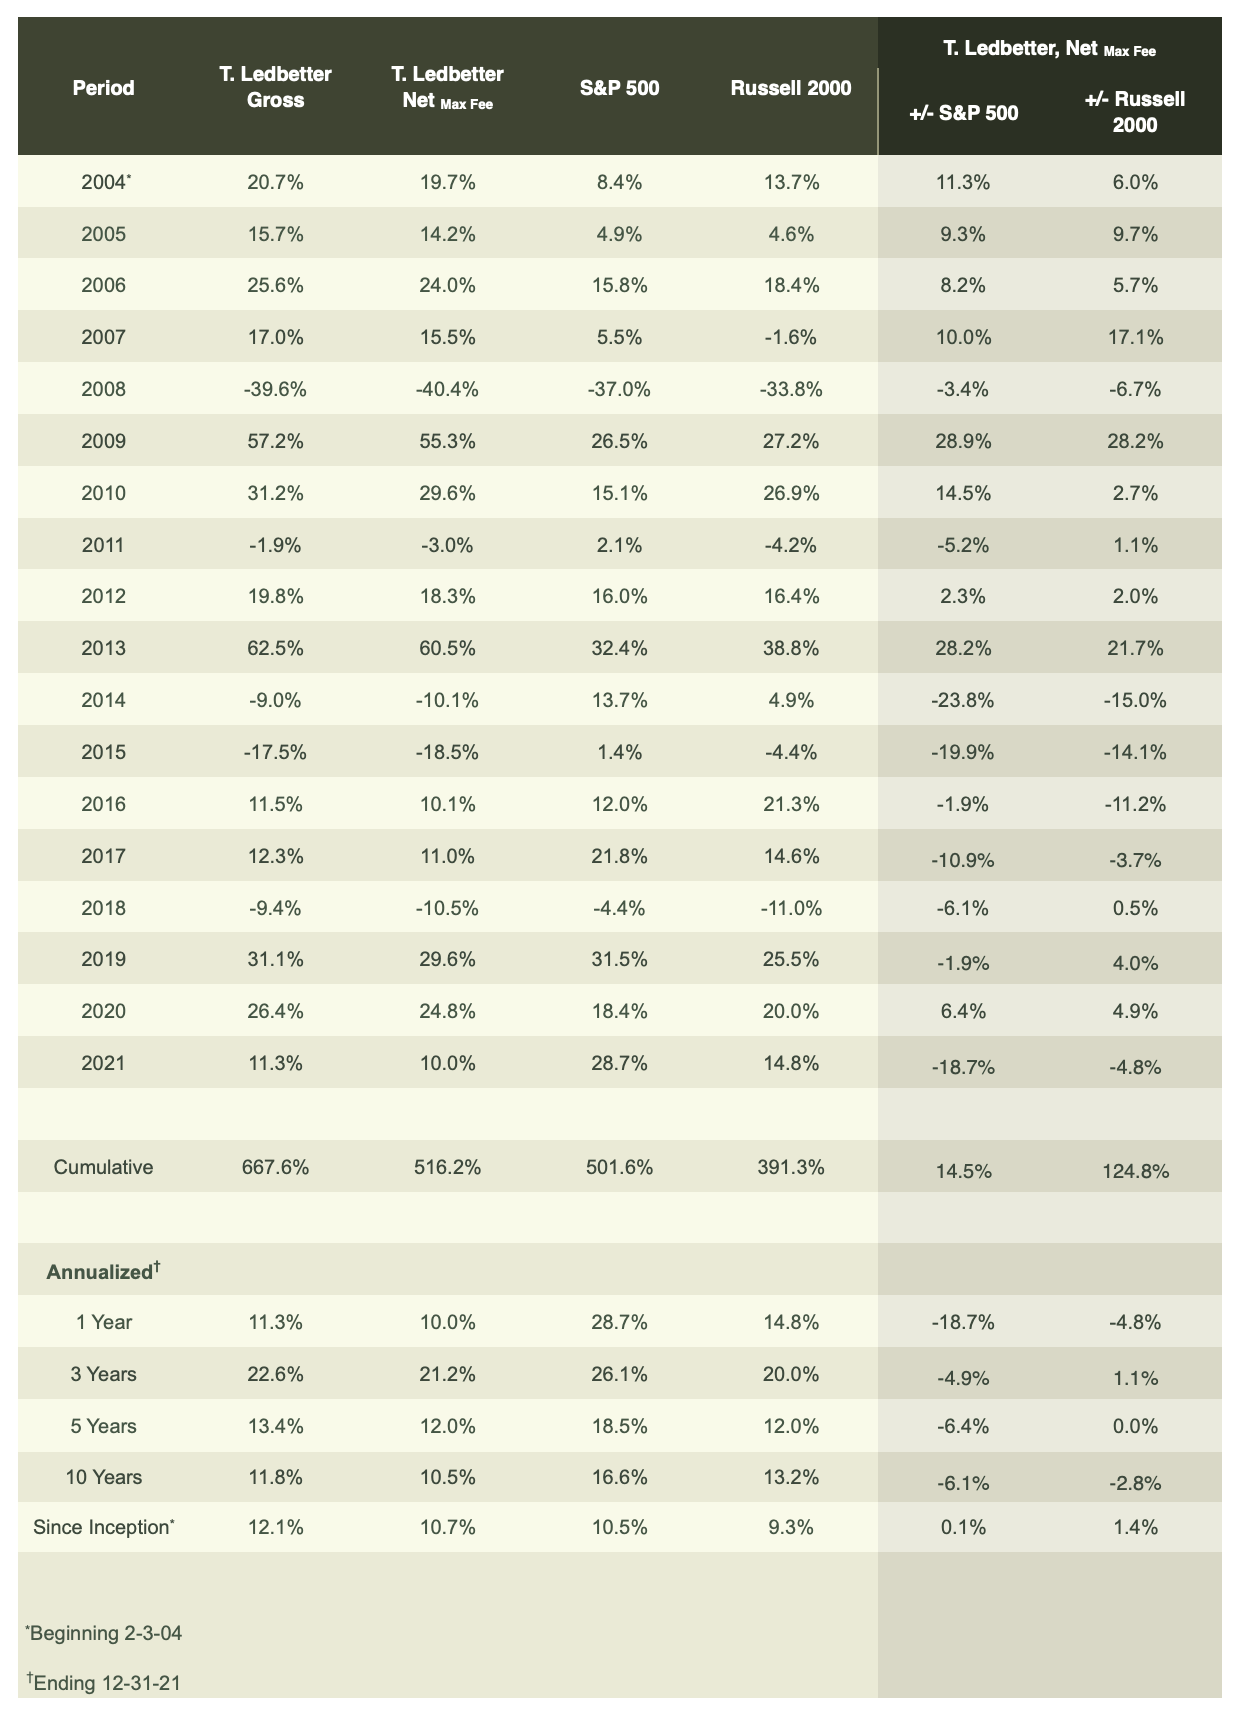 T. Ledbetter, Net Max Fee
Period T. Ledbetter Gross T. Ledbetter Net Max Fee S&P 500 Russell 2000 +/- S&P 500 +/- Russell 2000
2004* 20.7% 19.7% 8.4% 13.7% 11.3% 6.0%
2005 15.7% 14.2% 4.9% 4.6% 9.3% 9.7%
2006 25.6% 24.0% 15.8% 18.4% 8.2% 5.7%
2007 17.0% 15.5% 5.5% -1.6% 10.0% 17.1%
2008 -39.6% -40.4% -37.0% -33.8% -3.4% -6.7%
2009 57.2% 55.3% 26.5% 27.2% 28.9% 28.2%
2010 31.2% 29.6% 15.1% 26.9% 14.5% 2.7%
2011 -1.9% -3.0% 2.1% -4.2% -5.2% 1.1%
2012 19.8% 18.3% 16.0% 16.4% 2.3% 2.0%
2013 62.5% 60.5% 32.4% 38.8% 28.2% 21.7%
2014 -9.0% -10.1% 13.7% 4.9% -23.8% -15.0%
2015 -17.5% -18.5% 1.4% -4.4% -19.9% -14.1%
2016 11.5% 10.1% 12.0% 21.3% -1.9% -11.2%
2017 12.3% 11.0% 21.8% 14.6% -10.9% -3.7%
2018 -9.4% -10.5% -4.4% -11.0% -6.1% 0.5%
2019 31.1% 29.6% 31.5% 25.5% -1.9% 4.0%
2020 26.4% 24.8% 18.4% 20.0% 6.4% 4.9%
2021 11.3% 10.0% 28.7% 14.8% -18.7% -4.8%
Cumulative 667.6% 516.2% 501.6% 391.3% 14.5% 124.8%
Annualized†
1 Year 11.3% 10.0% 28.7% 14.8% -18.7% -4.8%
3 Years 22.6% 21.2% 26.1% 20.0% -4.9% 1.1%
5 Years 13.4% 12.0% 18.5% 12.0% -6.4% 0.0%
10 Years 11.8% 10.5% 16.6% 13.2% -6.1% -2.8%
Since Inception* 12.1% 10.7% 10.5% 9.3% 0.1% 1.4%
*Beginning 2-3-04
†Ending 12-31-21